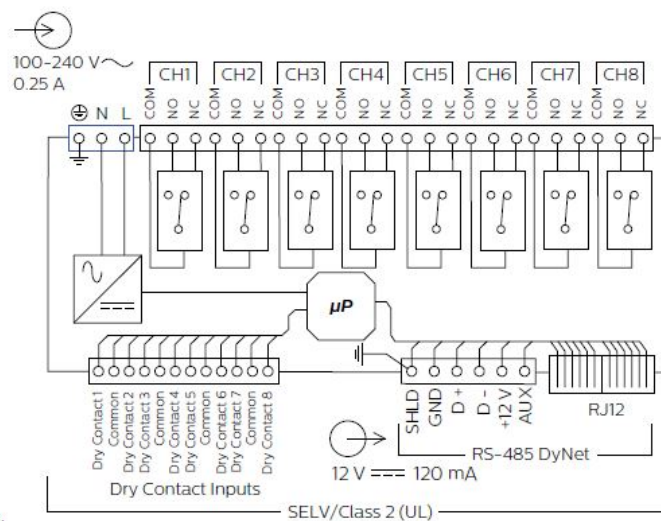 100-240 V
0.25 A
CH1 CH2 CH3 CH4 CH5 CH6 CH7 CH8
COM NO NC COM NO NC COM NO NC COM NO NC COM NO NC COM NO NC COM NO NC COM NO NC
N L
µP
Dry Contact 1
Common
Dry Contact 2
Dry Contact 3
Common
Dry Contact 4
Dry Contact 5
Common
Dry Contact 6
Dry Contact 7
Common
Dry Contact 8
SHLD
GND
D +
D -
+12 V
AUX
RJ12
RS-485 DyNet
12 V 120 mA
Dry Contact Inputs
SELV/Class 2 (UL)